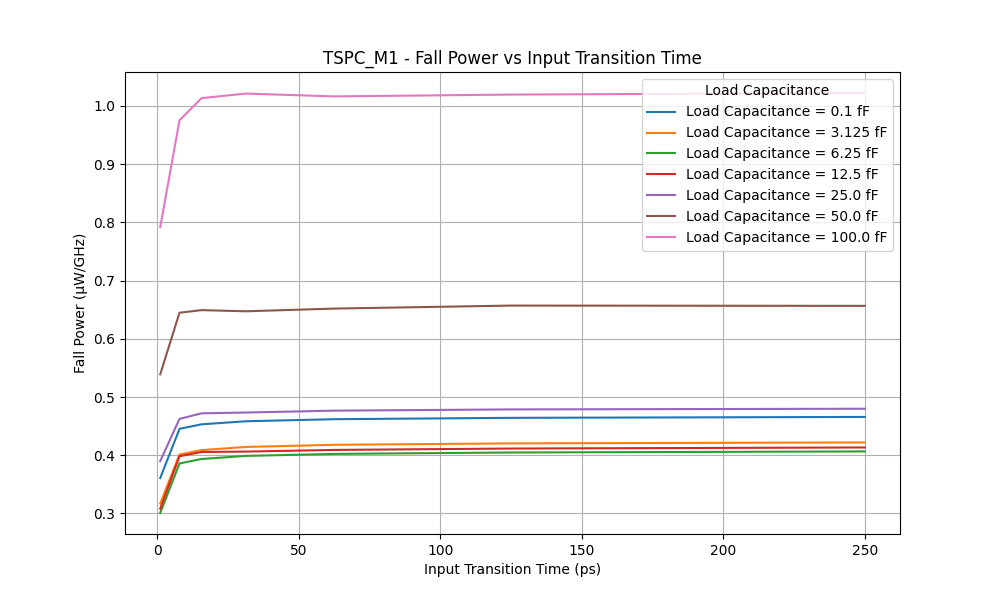 TSPC_M1 - Fall Power vs Input Transition Time
Load Capacitance
Load Capacitance = 0.1 fF
Load Capacitance = 3.125 fF
Load Capacitance = 6.25 fF
Load Capacitance = 12.5 fF
Load Capacitance = 25.0 fF
Load Capacitance = 50.0 fF
Load Capacitance = 100.0 fF
Fall Power (μW/GHz)
1.0
0.9
0.8
0.7
0.6
0.5
0.4
0.3
0
50
100
150
200
250
Input Transition Time (ps)